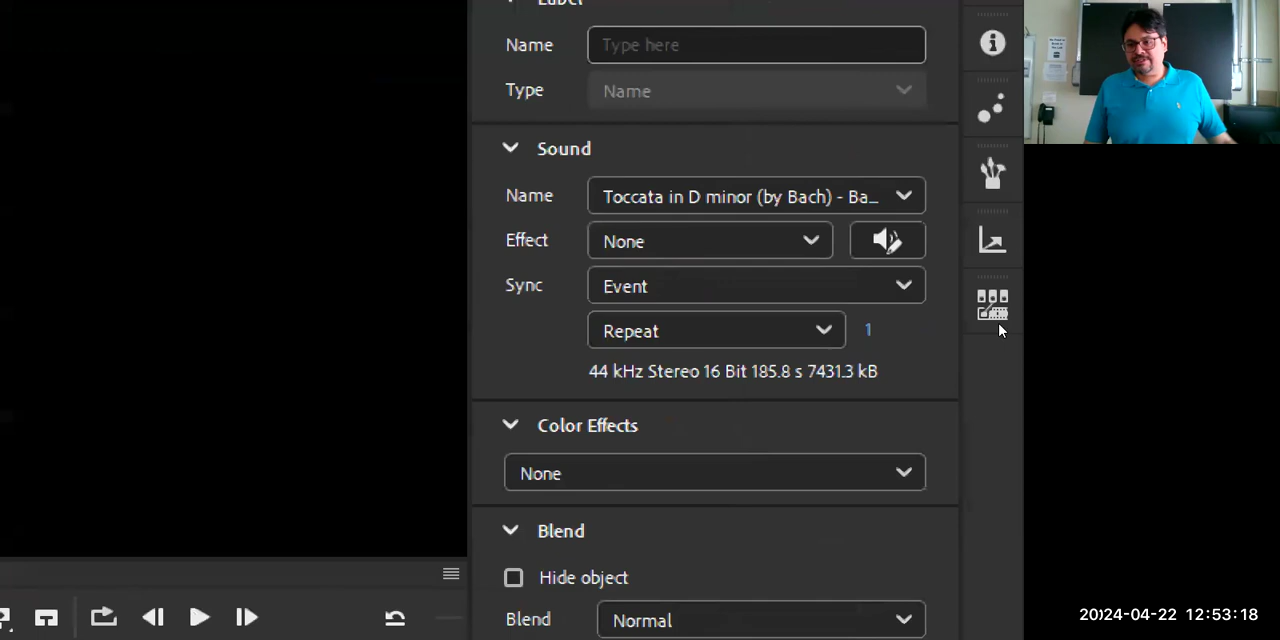 Label
Name Type here
Type Name
Sound
Name Toccata in D minor (by Bach) - Ba...
Effect None
Sync Event
Repeat 1
44 kHz Stereo 16 Bit 185.8 s 7431.3 kB
Color Effects
None
Blend
Hide object
Blend Normal
2024-04-22 12:53:18